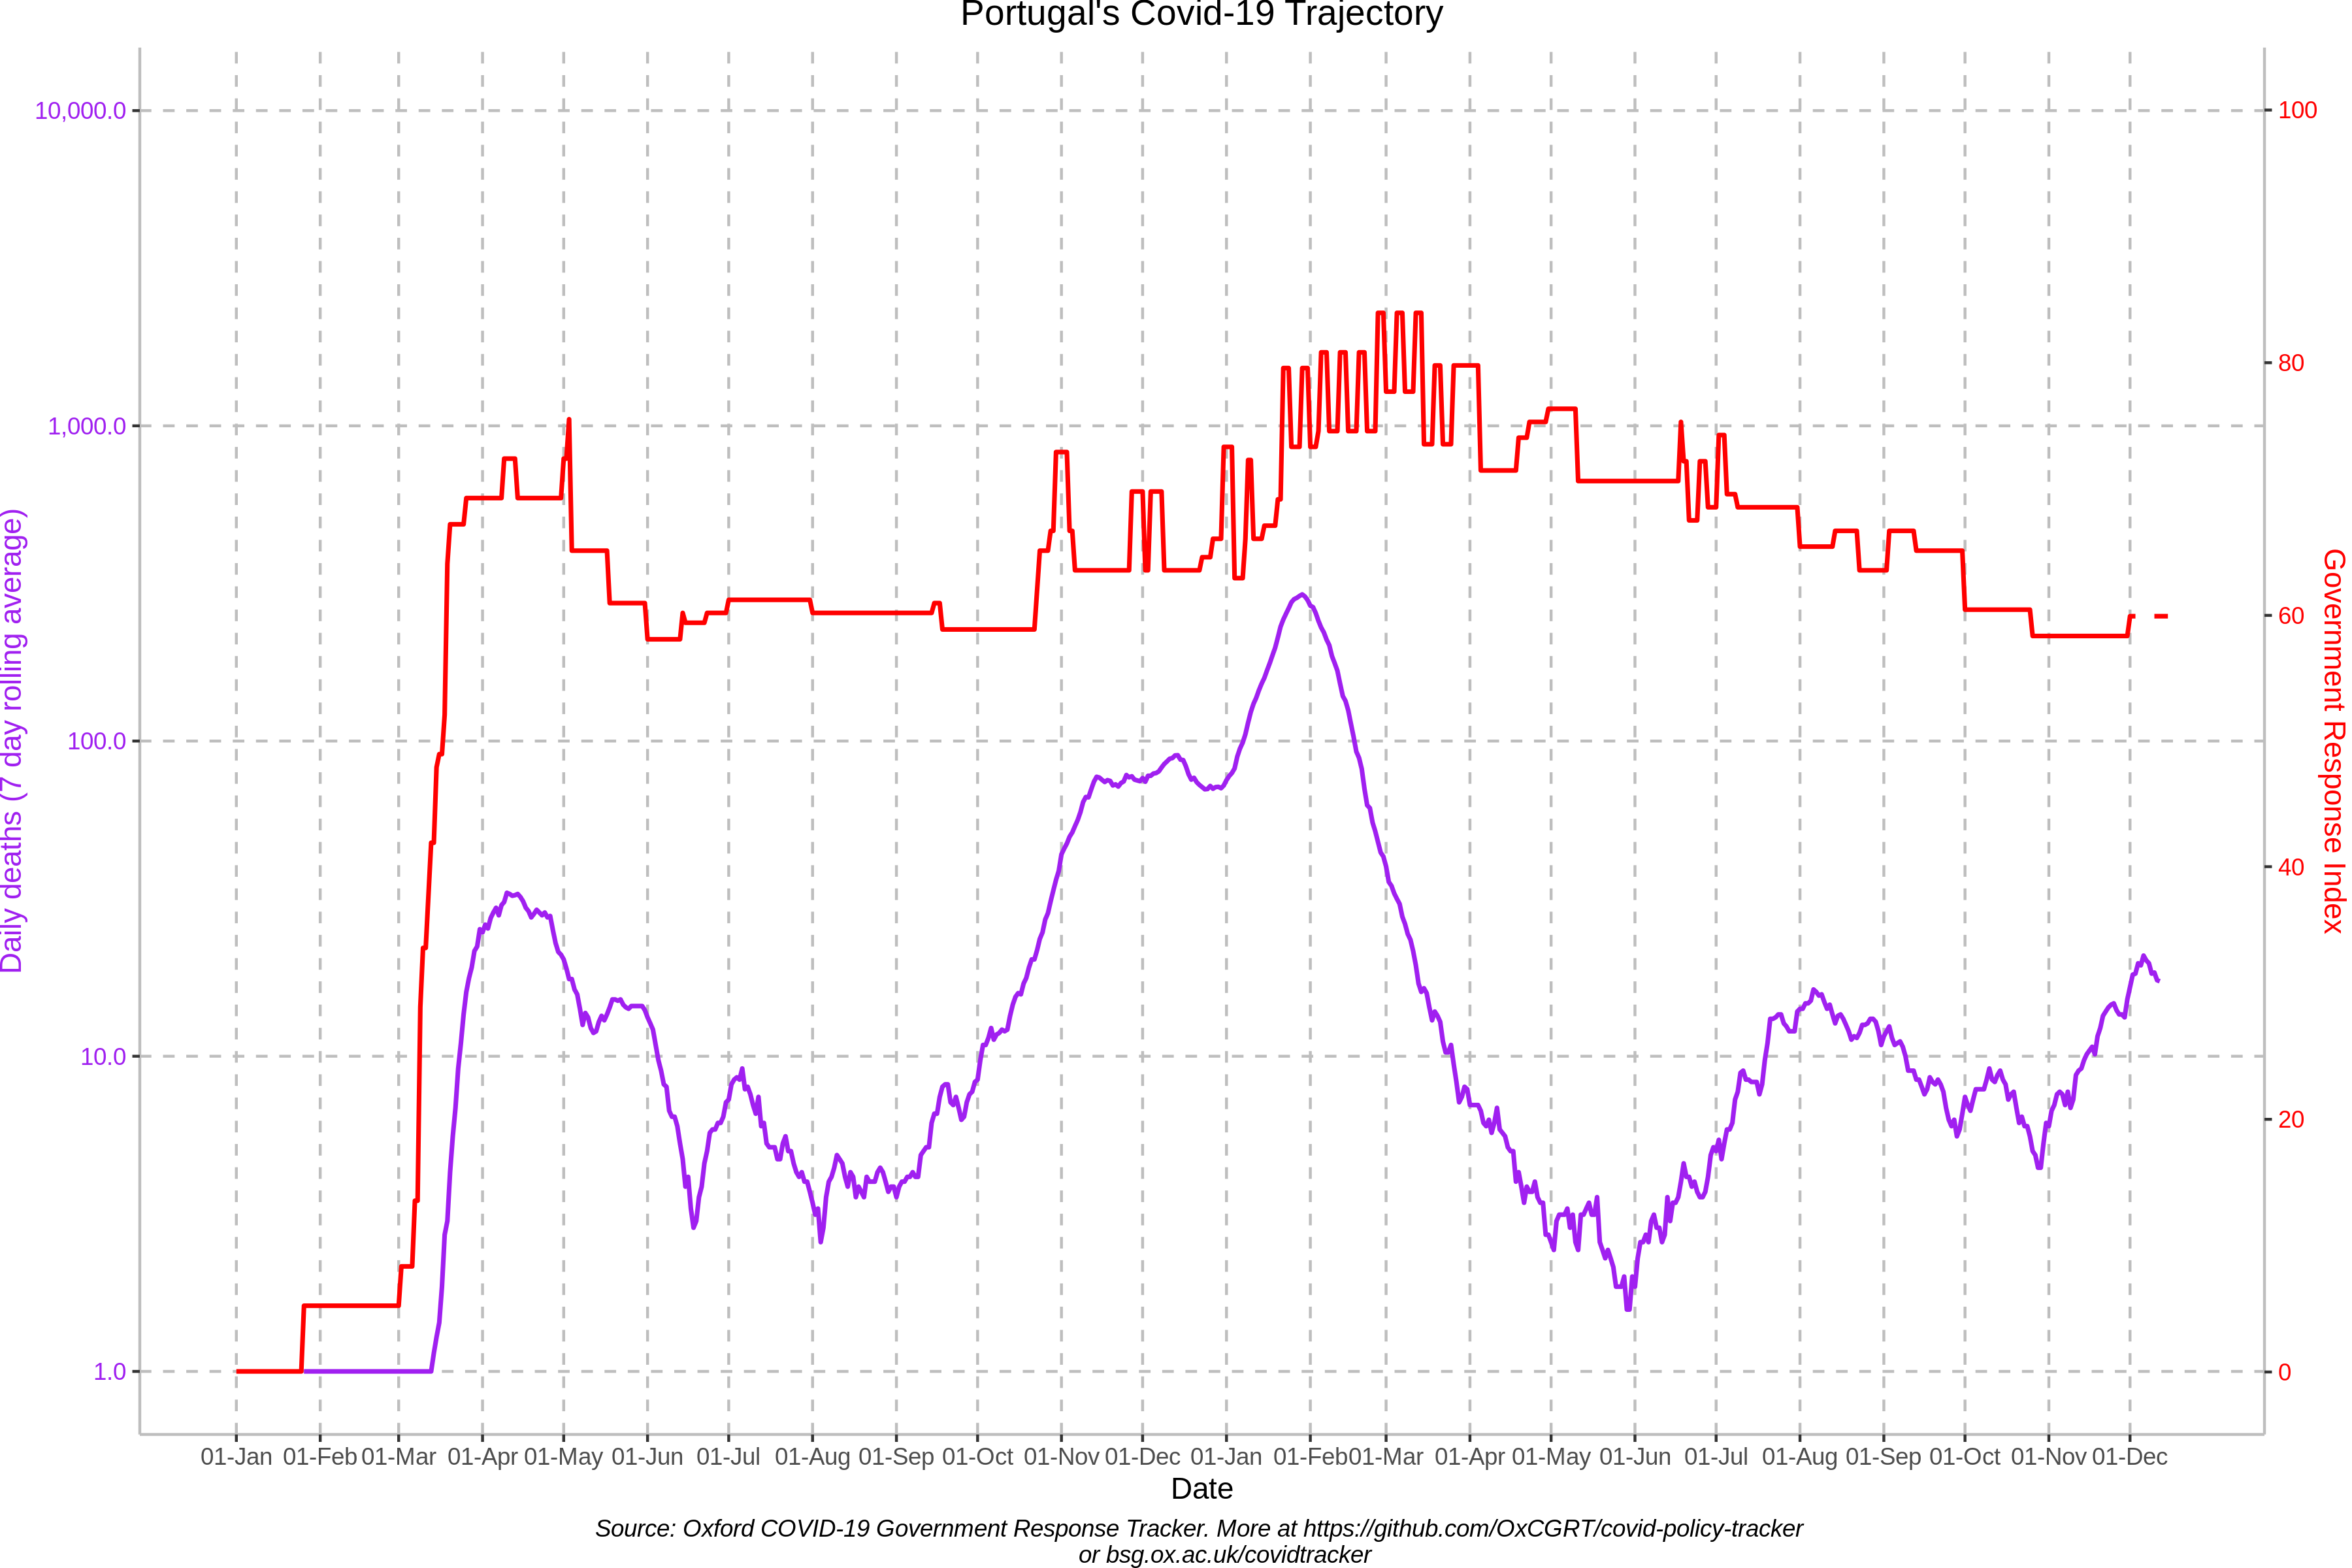 Portugal's Covid-19 Trajectory
10,000.0
1,000.0
100.0
10.0
1.0
Daily deaths (7 day rolling average)
100
80
60
40
20
0
Government Response Index
01-Jan 01-Feb 01-Mar 01-Apr 01-May 01-Jun 01-Jul 01-Aug 01-Sep 01-Oct 01-Nov 01-Dec 01-Jan 01-Feb 01-Mar 01-Apr 01-May 01-Jun 01-Jul 01-Aug 01-Sep 01-Oct 01-Nov 01-Dec
Date
Source: Oxford COVID-19 Government Response Tracker. More at https://github.com/OxCGRT/covid-policy-tracker
or bsg.ox.ac.uk/covidtracker